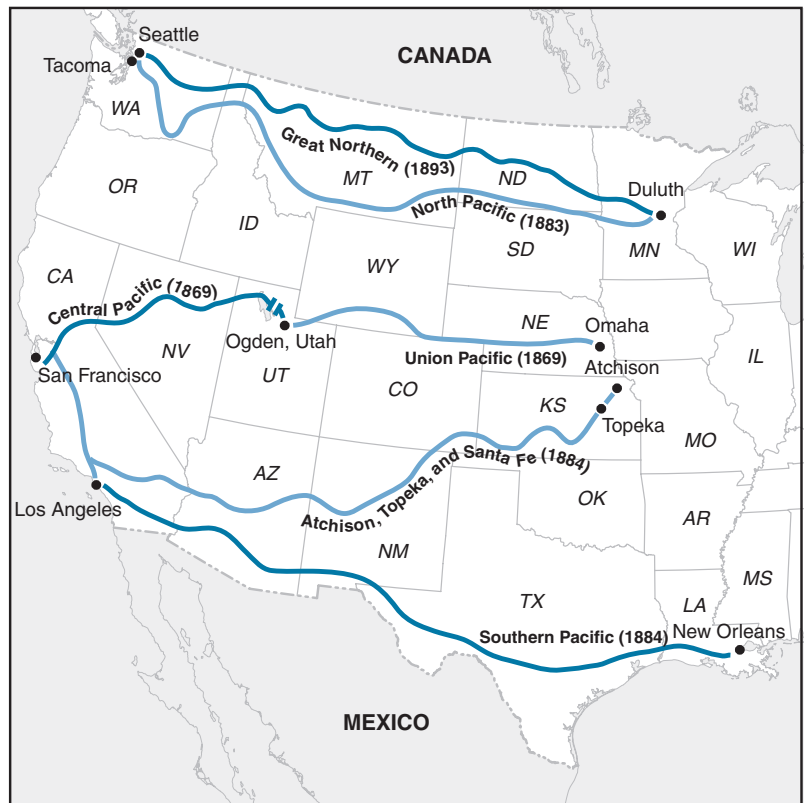 Seattle
CANADA
Tacoma
WA
Great Northern (1893)
MT
ND
Duluth
OR
North Pacific (1883)
ID
SD
MN
WI
WY
CA
Central Pacific (1869)
NE
Omaha
Ogden, Utah
Union Pacific (1869)
NV
IL
Atchison
San Francisco
UT
CO
KS
Topeka
MO
AZ
Atchison, Topeka, and Santa Fe (1884)
OK
Los Angeles
AR
NM
MS
TX
LA
Southern Pacific (1884)
New Orleans
MEXICO